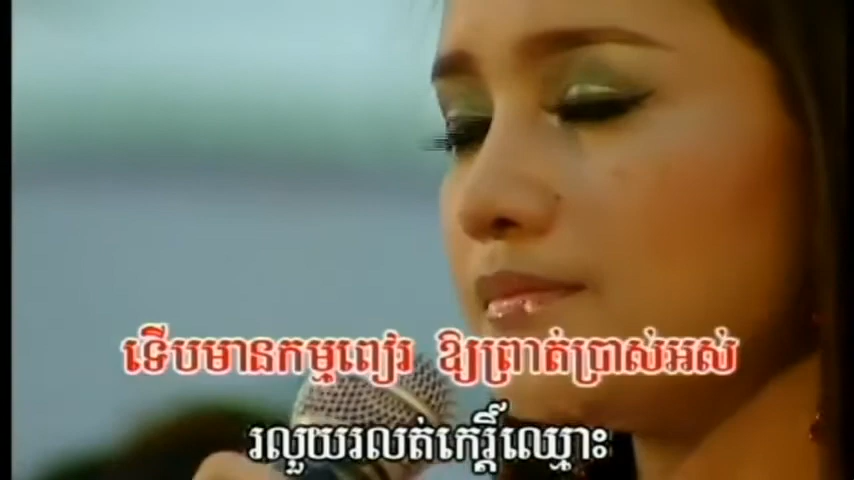 ទើបមានកម្មពៀរ ឱ្យព្រាត់ប្រាស់អស់
រលួយរលត់កេរ្តិ៍ឈ្មោះ